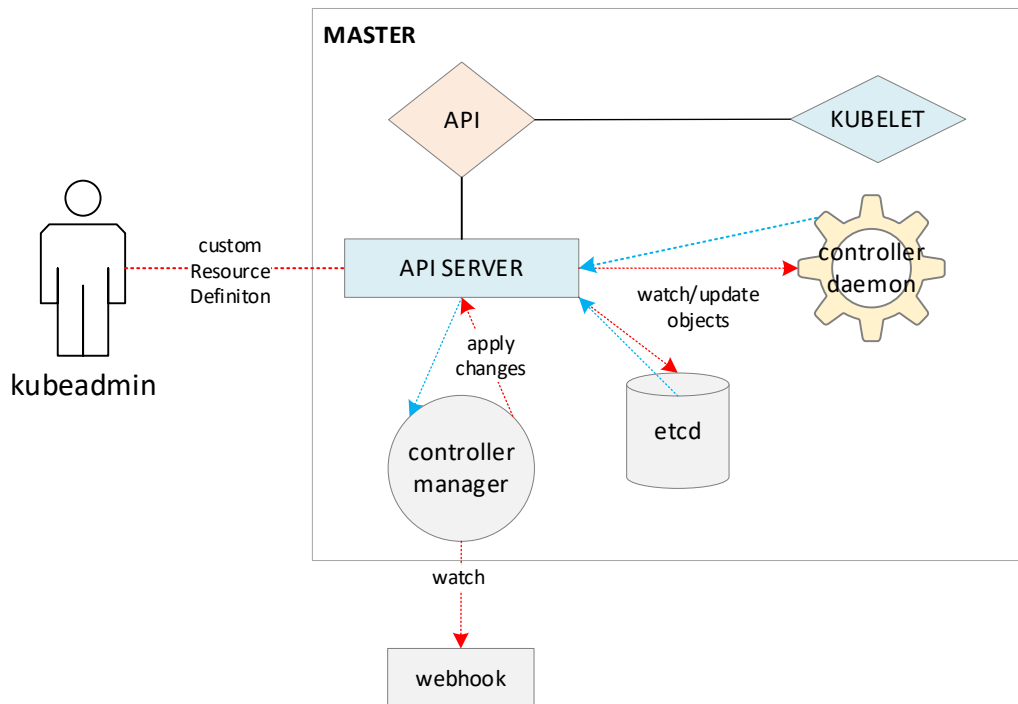 MASTER
API
KUBELET
custom
Resource
Definiton
API SERVER
controller
daemon
watch/update
objects
apply
changes
kubeadmin
etcd
controller
manager
watch
webhook